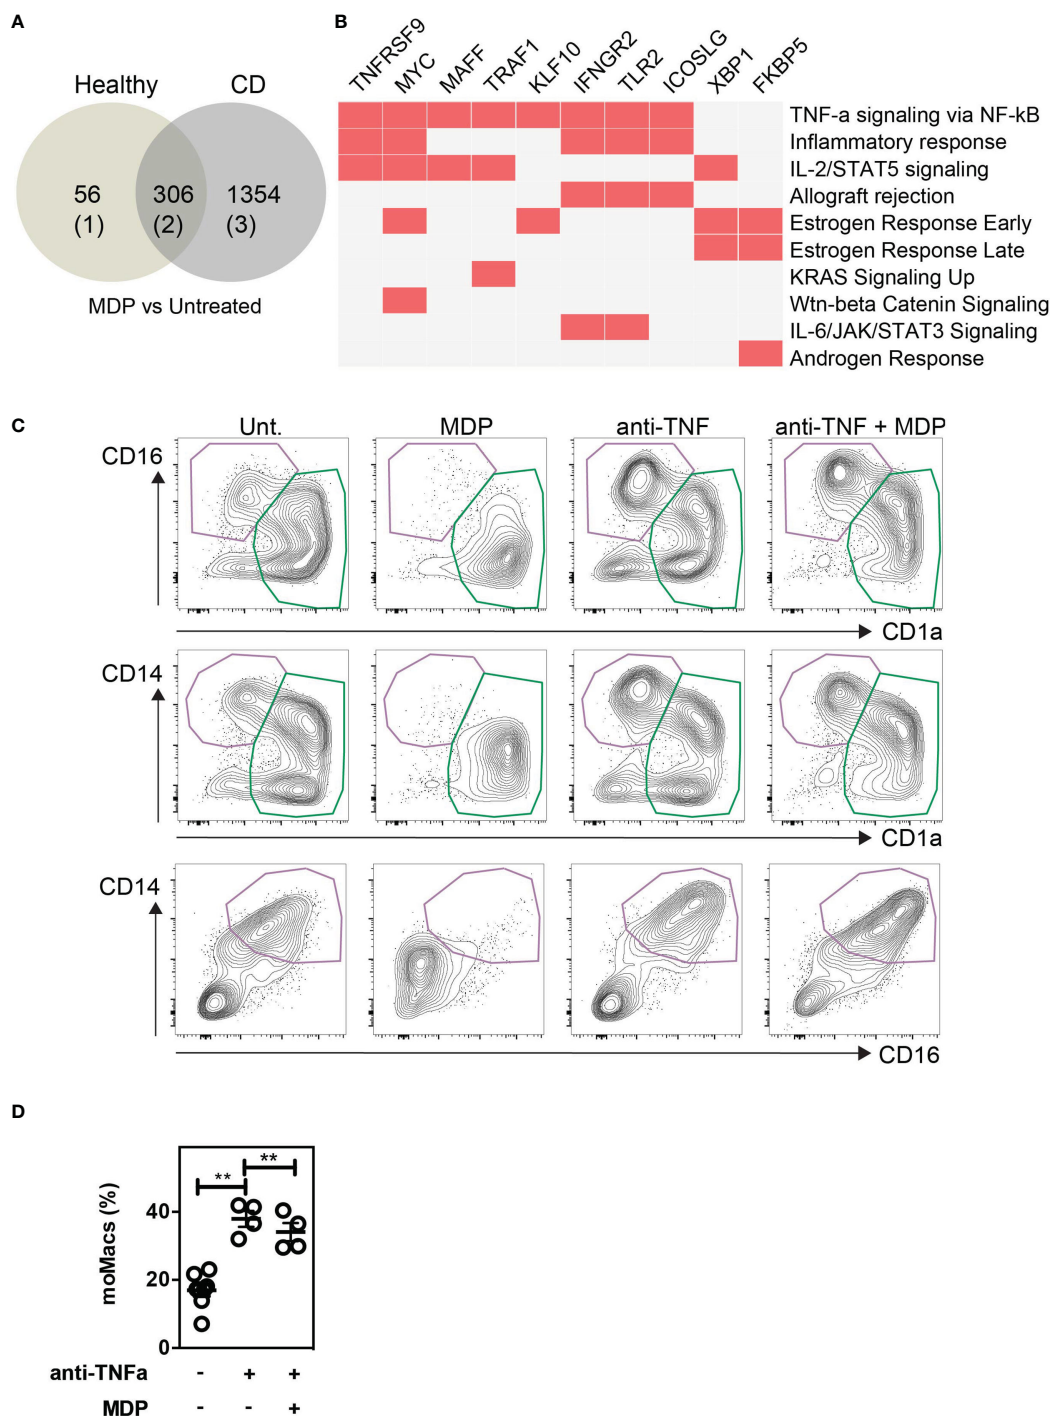 A
Healthy CD
56 306 1354
(1) (2) (3)
MDP vs Untreated
B
TNFRSF9
MYC
MAFF
TRAF1
KLF10
IFNGR2
TLR2
ICOSLG
XBP1
FKBP5
TNF-a signaling via NF-kB
Inflammatory response
IL-2/STAT5 signaling
Allograft rejection
Estrogen Response Early
Estrogen Response Late
KRAS Signaling Up
Wtn-beta Catenin Signaling
IL-6/JAK/STAT3 Signaling
Androgen Response
C
Unt. MDP anti-TNF anti-TNF + MDP
CD16
CD1a
CD14
CD1a
CD14
CD16
D
moMacs (%)
** **
40
20
0
anti-TNFa - + +
MDP - - +